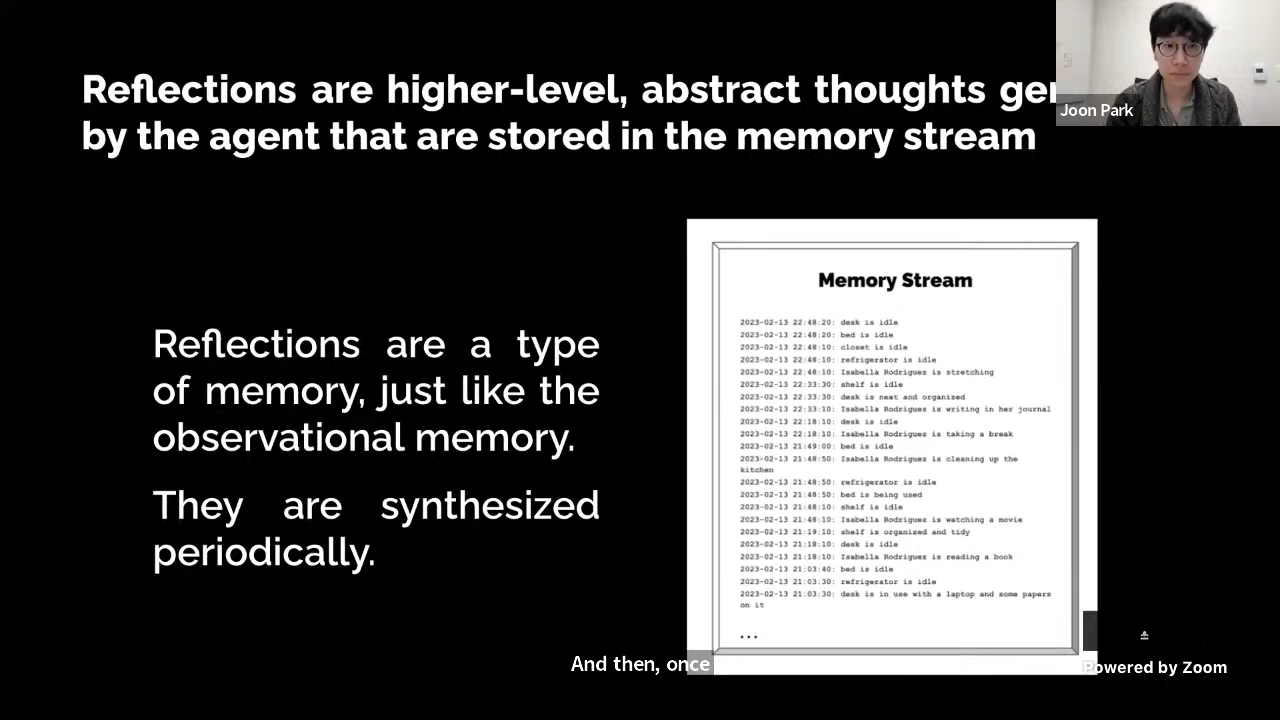 Reflections are higher-level, abstract thoughts gen
by the agent that are stored in the memory stream
Joon Park
Memory Stream
2023-02-13 22:48:20: desk is idle
2023-02-13 22:48:20: bed is idle
2023-02-13 22:48:10: closet is idle
2023-02-13 22:48:10: refrigerator is idle
2023-02-13 22:48:10: Isabella Rodriguez is stretching
2023-02-13 22:33:30: shelf is idle
2023-02-13 22:33:30: desk is neat and organized
2023-02-13 22:33:10: Isabella Rodriguez is writing in her journal
2023-02-13 22:18:10: desk is idle
2023-02-13 22:18:10: Isabella Rodriguez is taking a break
2023-02-13 21:49:00: bed is idle
2023-02-13 21:48:50: Isabella Rodriguez is cleaning up the
kitchen
2023-02-13 21:48:50: refrigerator is idle
2023-02-13 21:48:50: bed is being used
2023-02-13 21:48:10: shelf is idle
2023-02-13 21:48:10: Isabella Rodriguez is watching a movie
2023-02-13 21:19:10: shelf is organized and tidy
2023-02-13 21:18:10: desk is idle
2023-02-13 21:18:10: Isabella Rodriguez is reading a book
2023-02-13 21:03:40: bed is idle
2023-02-13 21:03:30: refrigerator is idle
2023-02-13 21:03:30: desk is in use with a laptop and some papers
on it
...
Reflections are a type
of memory, just like the
observational memory.
They are synthesized
periodically.
And then, once
Powered by Zoom